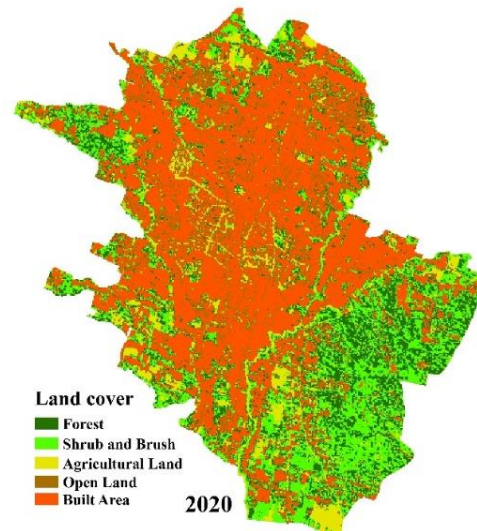 Land cover
Forest
Shrub and Brush
Agricultural Land
Open Land
Built Area
2020